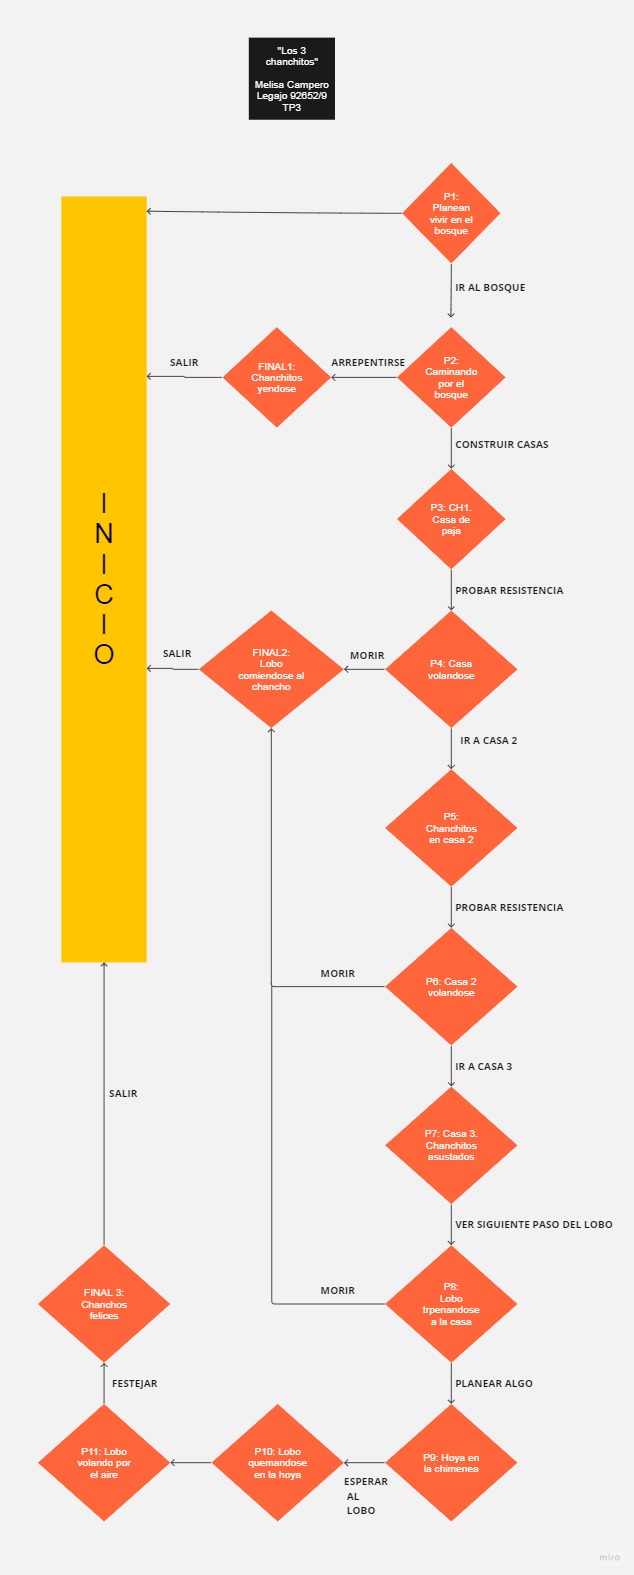 "Los 3
chanchitos"
Melisa Campero
Legajo 92652/9
TP3
P1:
Planean
vivir en el
bosque
IR AL BOSQUE
P2:
Caminando
por el
bosque
ARREPENTIRSE
FINAL1:
Chanchitos
yendose
SALIR
CONSTRUIR CASAS
P3: CH1.
Casa de
paja
PROBAR RESISTENCIA
P4: Casa
volandose
MORIR
FINAL2:
Lobo
comiendose al
chancho
SALIR
I
N
I
C
I
O
IR A CASA 2
P5:
Chanchitos
en casa 2
PROBAR RESISTENCIA
P6: Casa 2
volandose
MORIR
IR A CASA 3
P7: Casa 3.
Chanchitos
asustados
VER SIGUIENTE PASO DEL LOBO
P8:
Lobo
trpenandose
a la casa
MORIR
PLANEAR ALGO
P9: Hoya en
la chimenea
ESPERAR
AL
LOBO
P10: Lobo
quemandose
en la hoya
P11: Lobo
volando por
el aire
FESTEJAR
FINAL 3:
Chanchos
felices
SALIR
miro